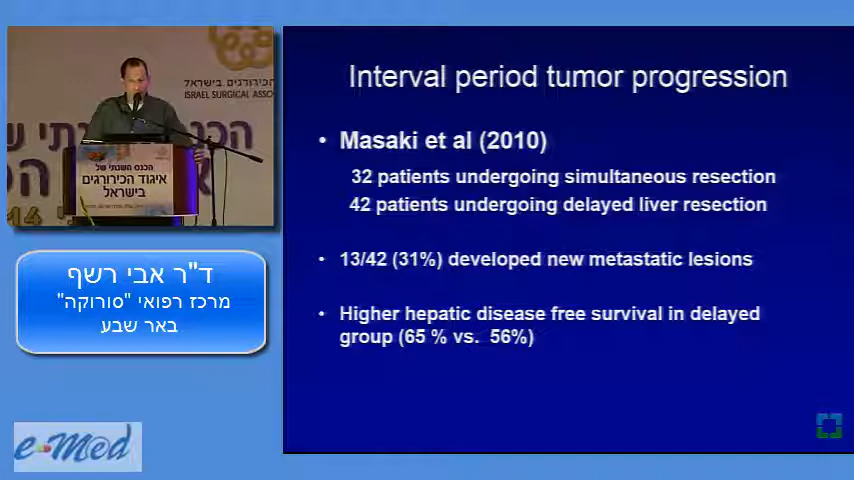 הכירורגים בישראל
ISRAEL SURGICAL ASSO
הכנס השנתי של
איגוד הכירורגים
בישראל
ד"ר אבי רשף
מרכז רפואי "סורוקה"
באר שבע
e-Med
Interval period tumor progression
• Masaki et al (2010)
32 patients undergoing simultaneous resection
42 patients undergoing delayed liver resection
• 13/42 (31%) developed new metastatic lesions
• Higher hepatic disease free survival in delayed
group (65 % vs. 56%)